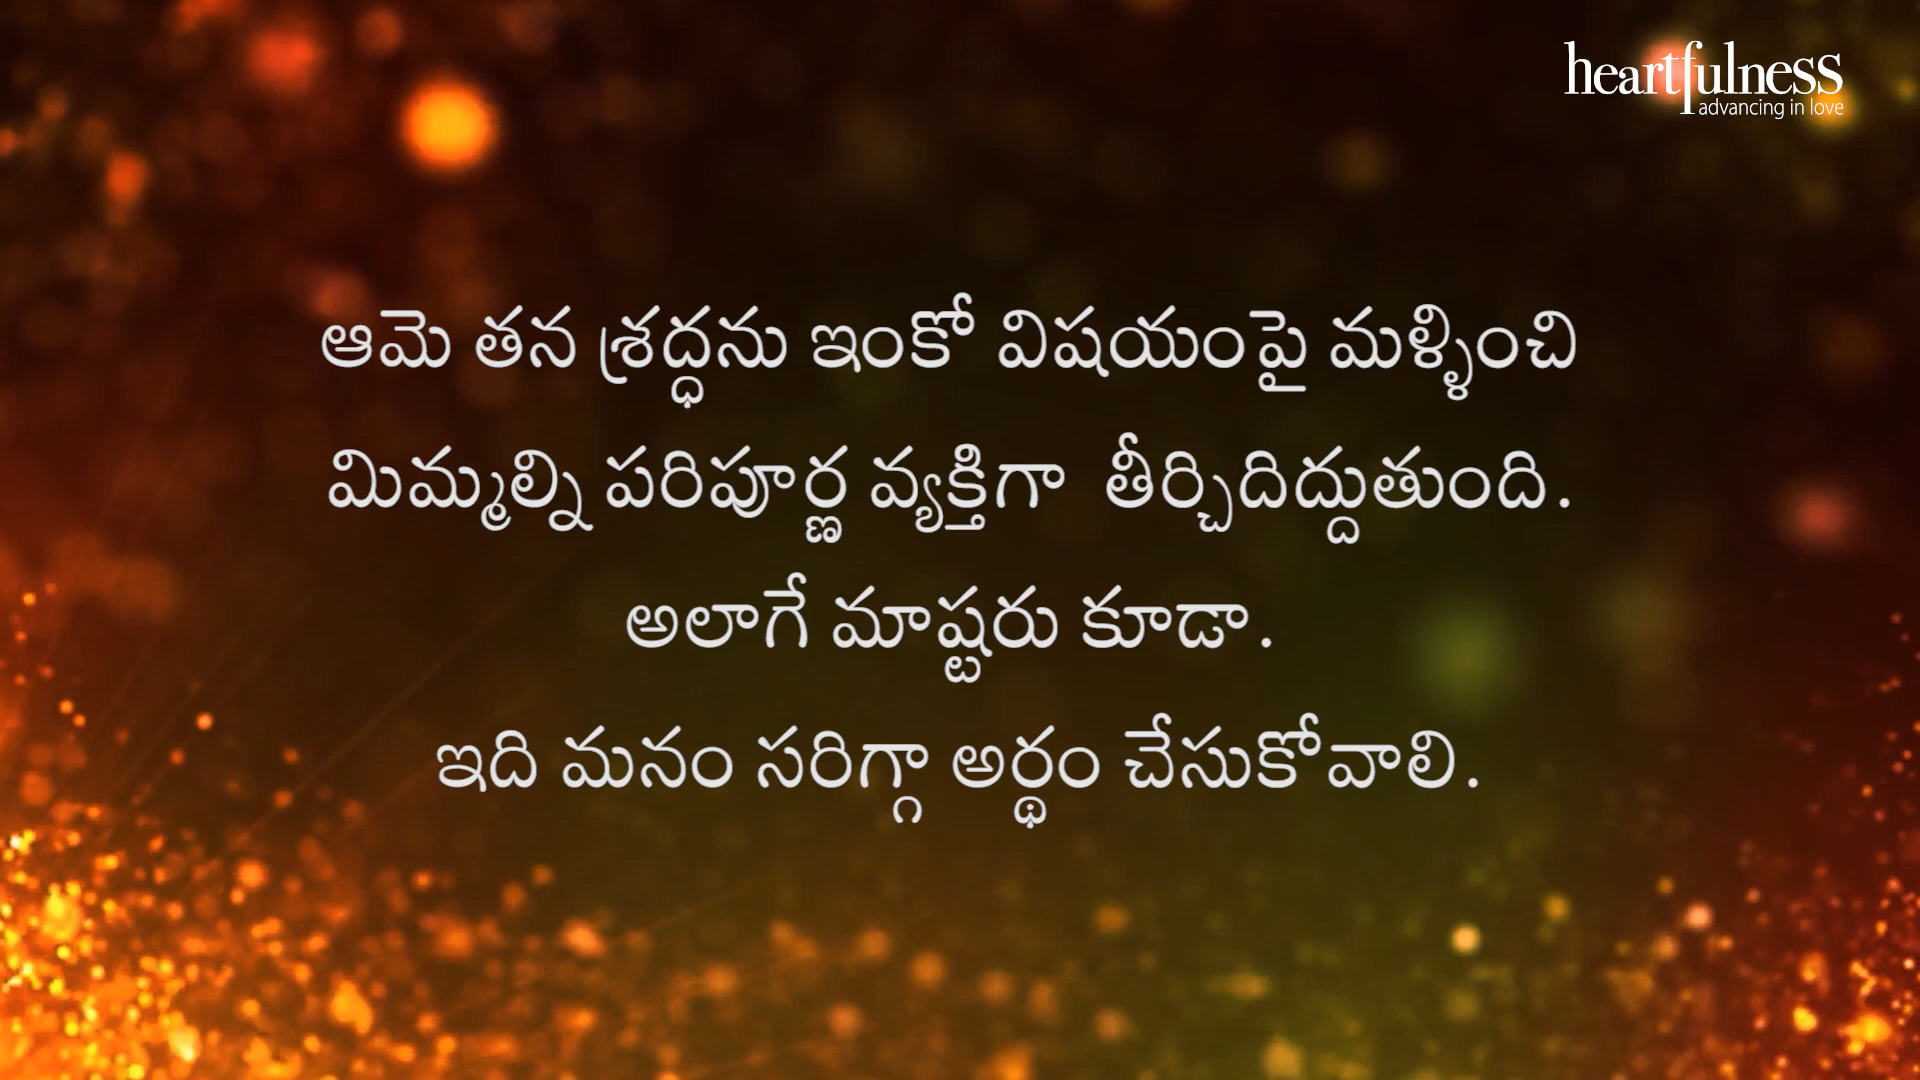 heartfulness
advancing in love
ఆమె తన శ్రద్ధను ఇంకో విషయంపై మళ్ళించి
మిమ్మల్ని పరిపూర్ణ వ్యక్తిగా తీర్చిదిద్దుతుంది.
అలాగే మాష్టరు కూడా.
ఇది మనం సరిగ్గా అర్థం చేసుకోవాలి.